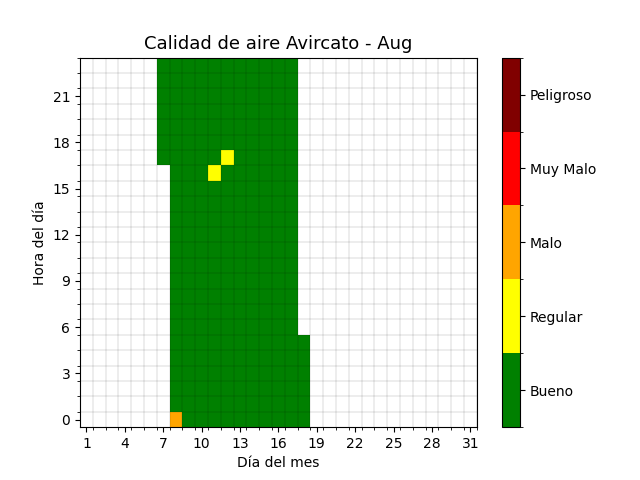 Calidad de aire Avircato - Aug
Hora del día
21
18
15
12
9
6
3
0
1 4 7 10 13 16 19 22 25 28 31
Día del mes
Peligroso
Muy Malo
Malo
Regular
Bueno